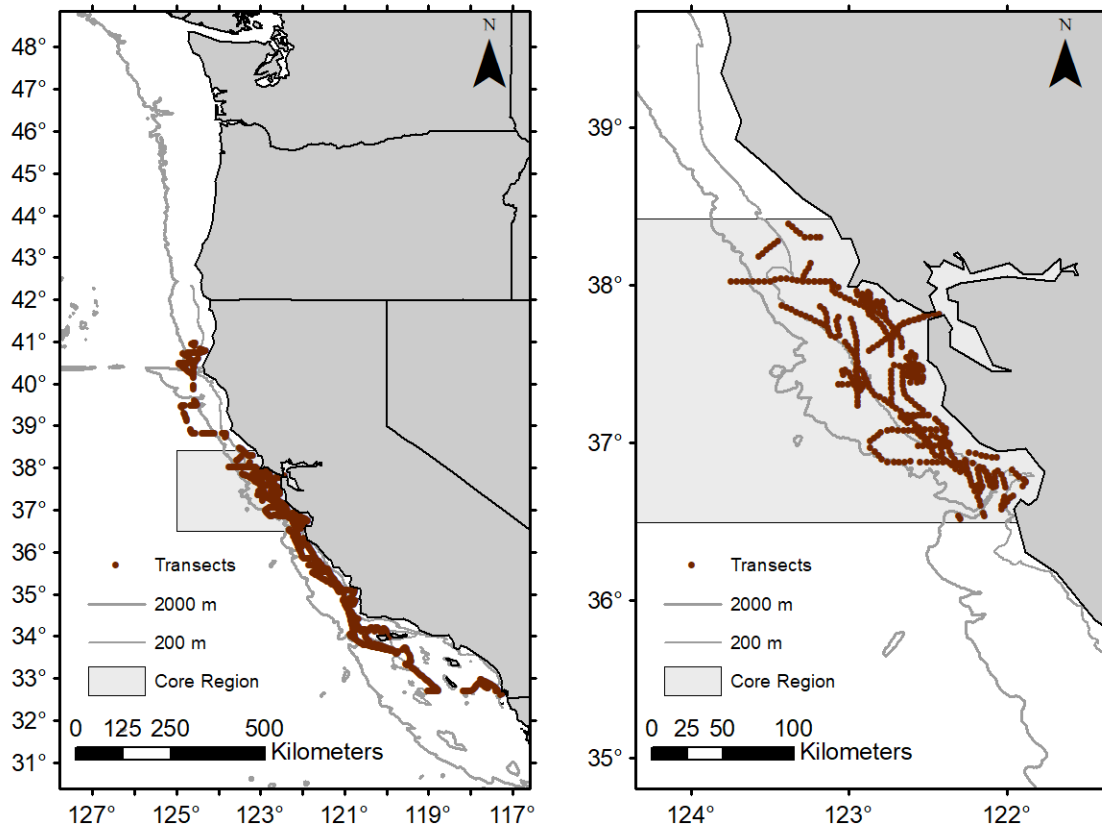 N
48°
47°
46°
45°
44°
43°
42°
41°
40°
39°
38°
37°
36°
35°
34°
33°
32°
31°
Transects
2000 m
200 m
Core Region
0 125 250 500
Kilometers
127° 125° 123° 121° 119° 117°
N
39°
38°
37°
36°
35°
Transects
2000 m
200 m
Core Region
0 25 50 100
Kilometers
124° 123° 122°